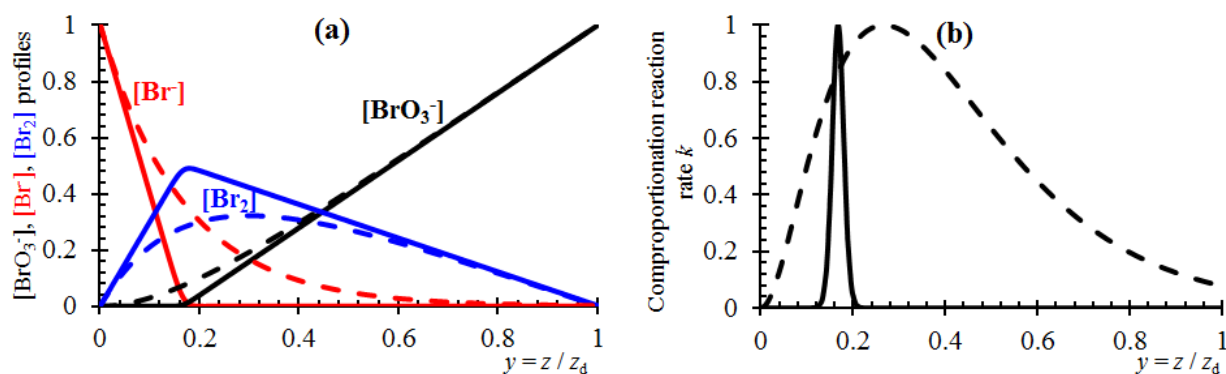 (a)
[BrO₃⁻], [Br⁻], [Br₂] profiles
1
0.8
0.6
0.4
0.2
0
[Br⁻]
[BrO₃⁻]
[Br₂]
0 0.2 0.4 0.6 0.8 1
y = z / z_d
(b)
Comproportionation reaction
rate k
1
0.8
0.6
0.4
0.2
0
0 0.2 0.4 0.6 0.8 1
y = z / z_d